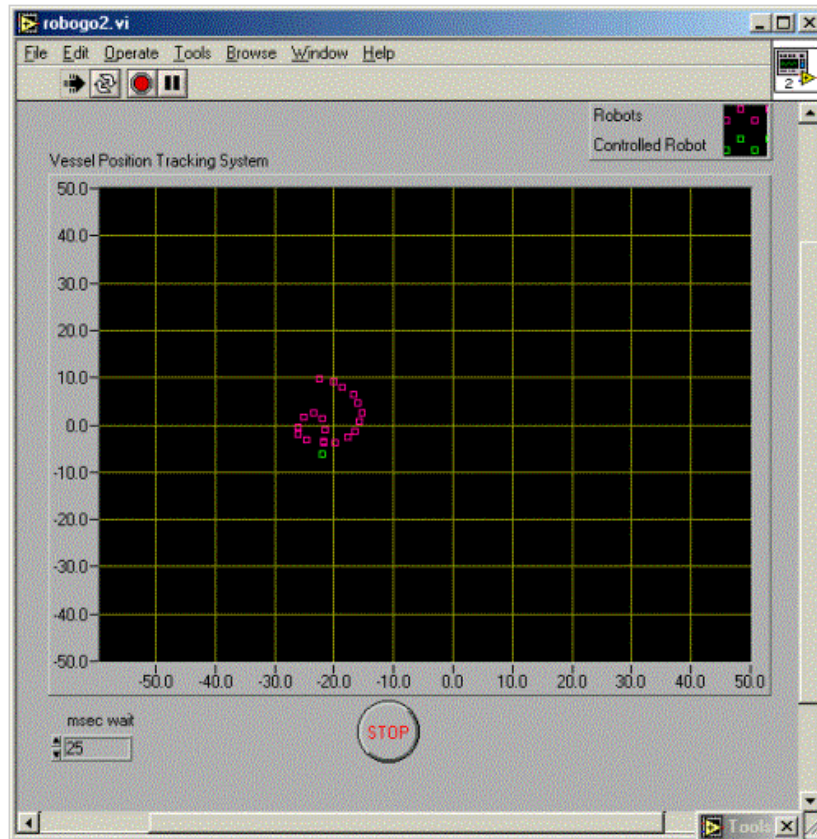 robogo2.vi
File Edit Operate Tools Browse Window Help
2
Robots
Controlled Robot
Vessel Position Tracking System
50.0
40.0
30.0
20.0
10.0
0.0
-10.0
-20.0
-30.0
-40.0
-50.0
-50.0 -40.0 -30.0 -20.0 -10.0 0.0 10.0 20.0 30.0 40.0 50.0
msec wait
25
STOP
Tools